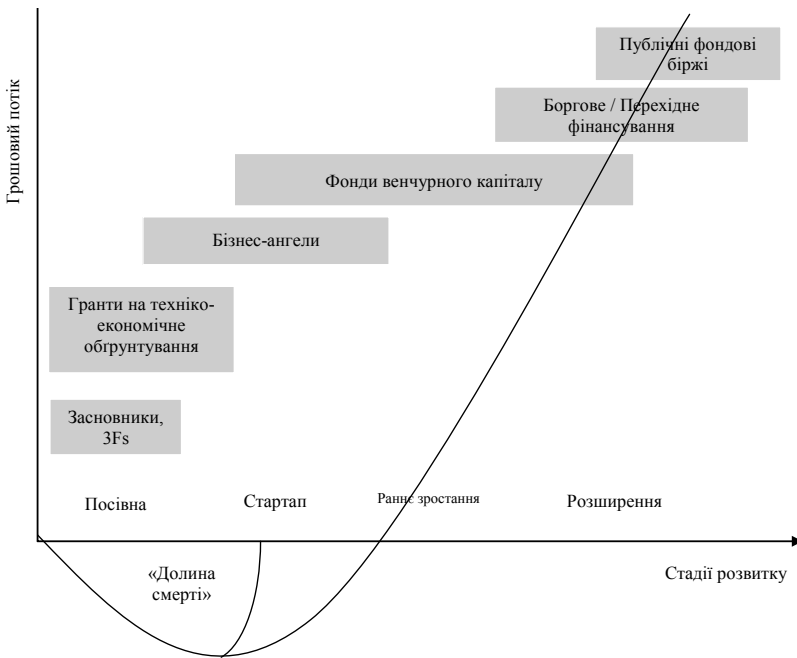 Публічні фондові
біржі
Боргове / Перехідне
фінансування
Грошовий потік
Фонди венчурного капіталу
Бізнес-ангели
Гранти на техніко-
економічне
обґрунтування
Засновники,
3Fs
Посівна
Стартап
Раннє зростання
Розширення
«Долина
смерті»
Стадії розвитку